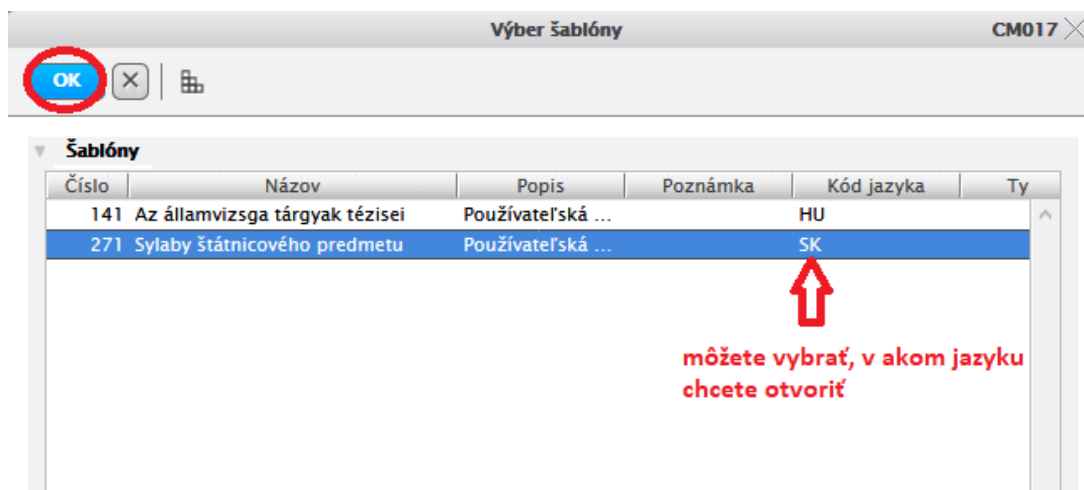 Výber šablóny CM017
OK
Šablóny
Číslo Názov Popis Poznámka Kód jazyka Ty
141 Az államvizsga tárgyak tézisei Používateľská ... HU
271 Sylaby štátnicového predmetu Používateľská ... SK
môžete vybrať, v akom jazyku
chcete otvoriť